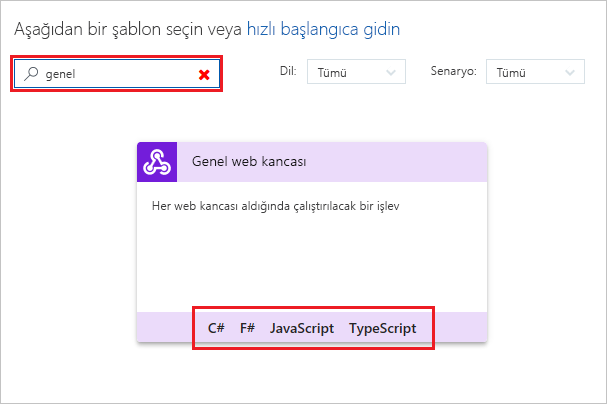 Aşağıdan bir şablon seçin veya hızlı başlangıca gidin
genel Dil: Tümü Senaryo: Tümü
Genel web kancası
Her web kancası aldığında çalıştırılacak bir işlev
C# F# JavaScript TypeScript